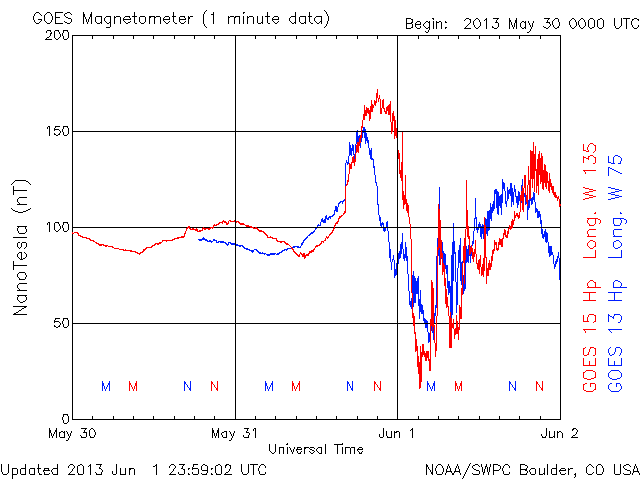 GOES Magnetometer (1 minute data)
Begin: 2013 May 30 0000 UTC
200
150
100
50
0
NanoTesla (nT)
M M N N M M N N M M N N
May 30 May 31 Jun 1 Jun 2
Universal Time
GOES 15 Hp Long. W 135
GOES 13 Hp Long. W 75
Updated 2013 Jun 1 23:59:02 UTC
NOAA/SWPC Boulder, CO USA